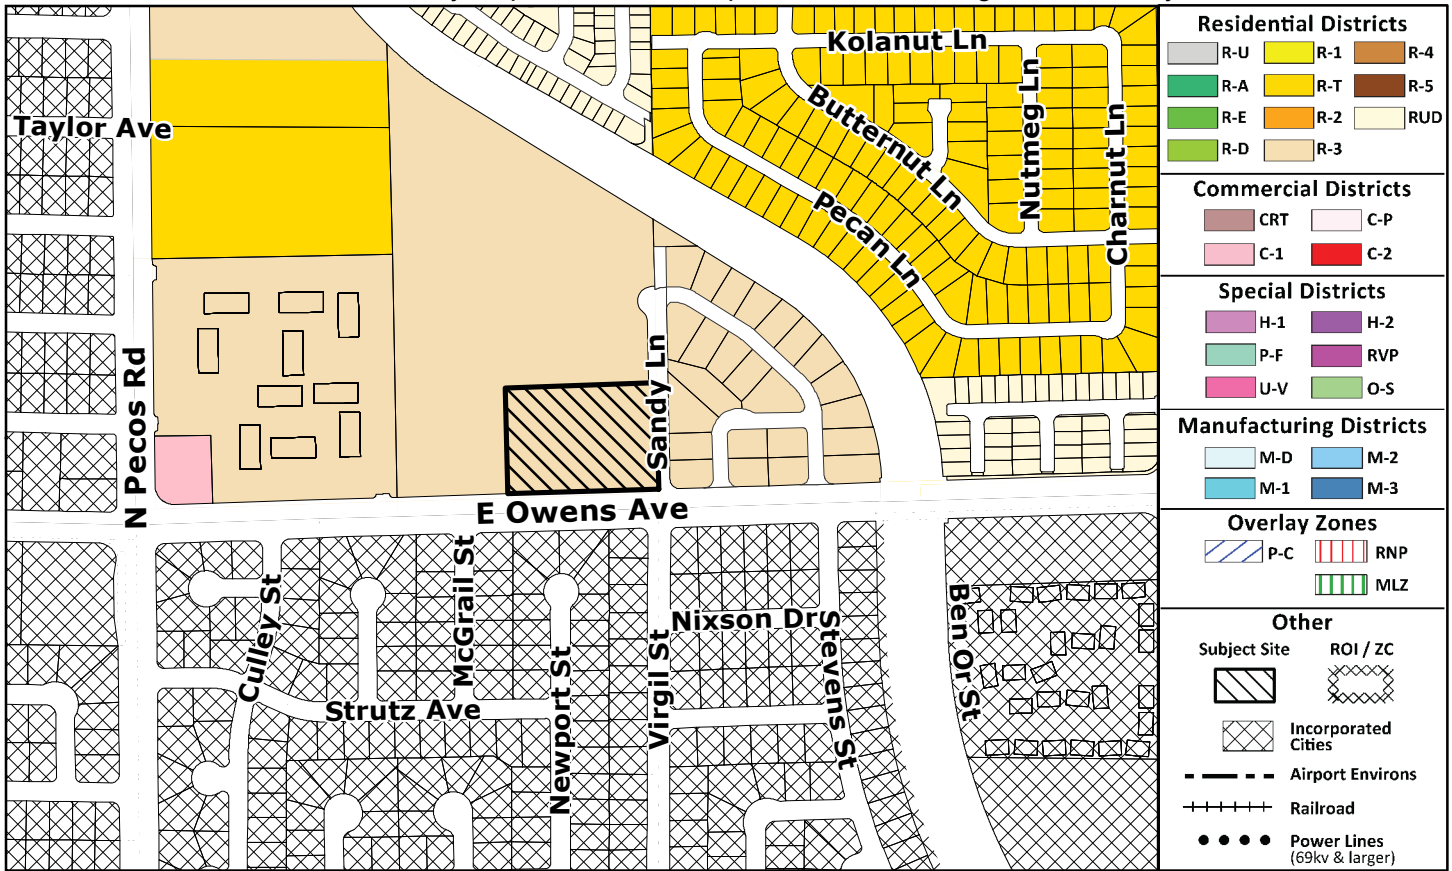 Kolanut Ln
Taylor Ave
Butternut Ln
Nutmeg Ln
Charnut Ln
Pecan Ln
N Pecos Rd
Sandy Ln
E Owens Ave
Culley St
McGrail St
Newport St
Virgil St
Nixson Dr
Stevens St
Ben Or St
Strutz Ave
Residential Districts
R-U R-1 R-4
R-A R-T R-5
R-E R-2 RUD
R-D R-3
Commercial Districts
CRT C-P
C-1 C-2
Special Districts
H-1 H-2
P-F RVP
U-V O-S
Manufacturing Districts
M-D M-2
M-1 M-3
Overlay Zones
P-C RNP
MLZ
Other
Subject Site ROI / ZC
Incorporated
Cities
Airport Environs
Railroad
Power Lines
(69kv & larger)